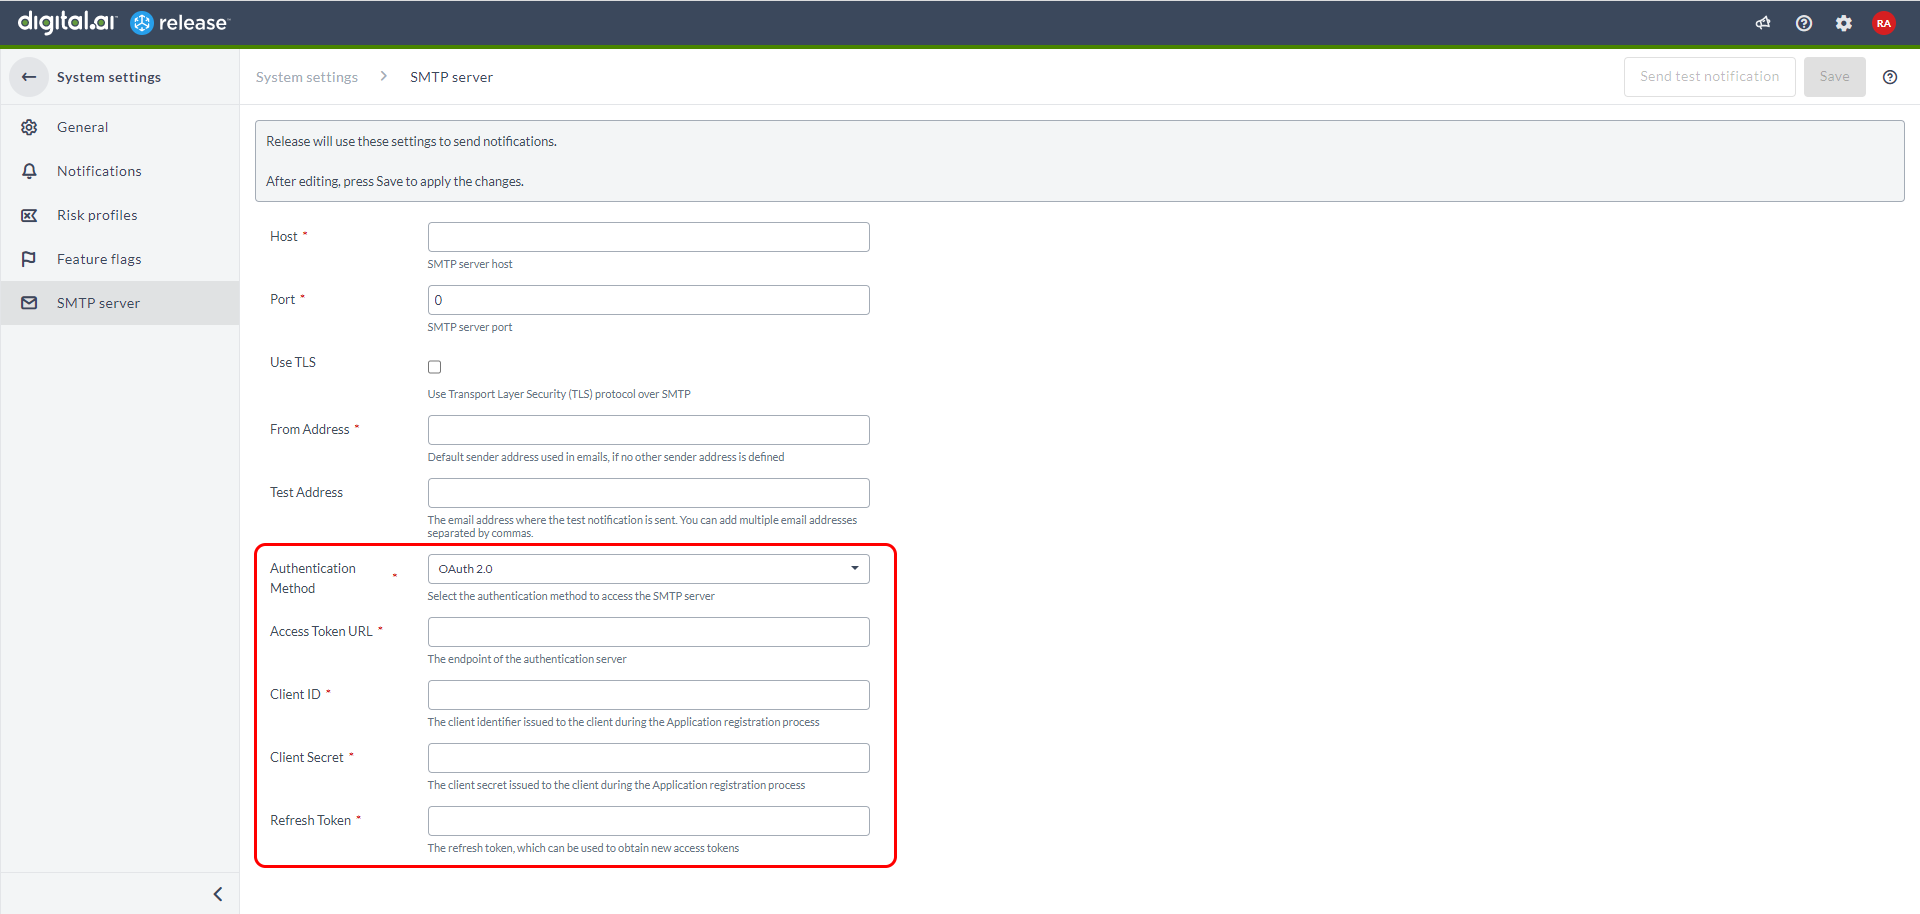 digital.ai release
RA
System settings
System settings > SMTP server
Send test notification
Save
General
Notifications
Risk profiles
Feature flags
SMTP server
Release will use these settings to send notifications.
After editing, press Save to apply the changes.
Host *
SMTP server host
Port *
0
SMTP server port
Use TLS
Use Transport Layer Security (TLS) protocol over SMTP
From Address *
Default sender address used in emails, if no other sender address is defined
Test Address
The email address where the test notification is sent. You can add multiple email addresses
separated by commas.
Authentication
Method *
OAuth 2.0
Select the authentication method to access the SMTP server
Access Token URL *
The endpoint of the authentication server
Client ID *
The client identifier issued to the client during the Application registration process
Client Secret *
The client secret issued to the client during the Application registration process
Refresh Token *
The refresh token, which can be used to obtain new access tokens